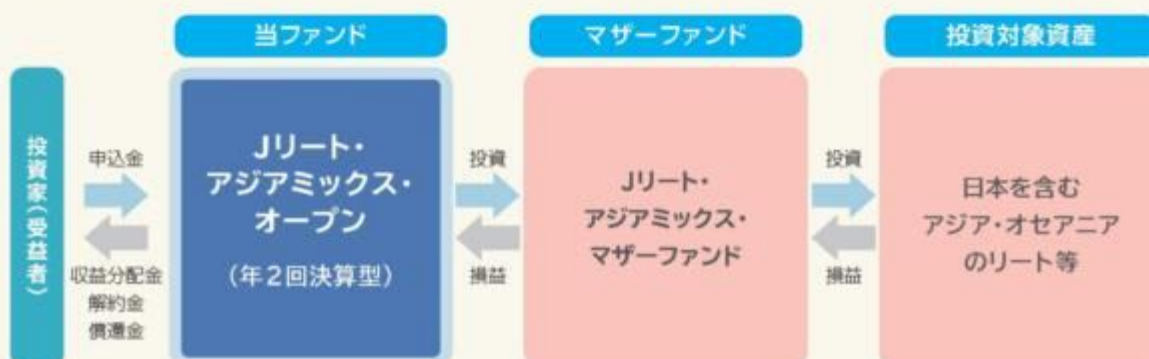 当ファンド
マザーファンド
投資対象資産
投資家(受益者)
申込金
収益分配金
解約金
償還金
Jリート・
アジアミックス・
オープン
(年2回決算型)
投資
損益
Jリート・
アジアミックス・
マザーファンド
投資
損益
日本を含む
アジア・オセアニア
のリート等